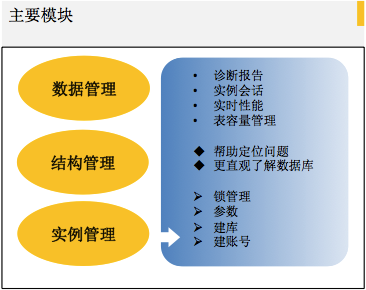 主要模块
数据管理
结构管理
实例管理
• 诊断报告
• 实例会话
• 实时性能
• 表容量管理
◆ 帮助定位问题
◆ 更直观了解数据库
➢ 锁管理
➢ 参数
➢ 建库
➢ 建账号